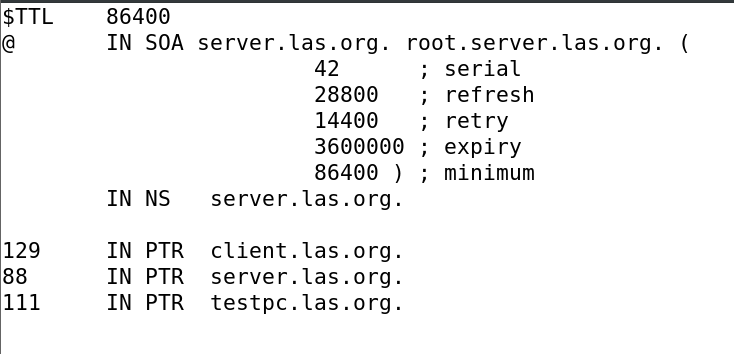 $TTL    86400
@       IN SOA server.las.org. root.server.las.org. (
                        42      ; serial
                        28800   ; refresh
                        14400   ; retry
                        3600000 ; expiry
                        86400 ) ; minimum
        IN NS   server.las.org.

129     IN PTR  client.las.org.
88      IN PTR  server.las.org.
111     IN PTR  testpc.las.org.